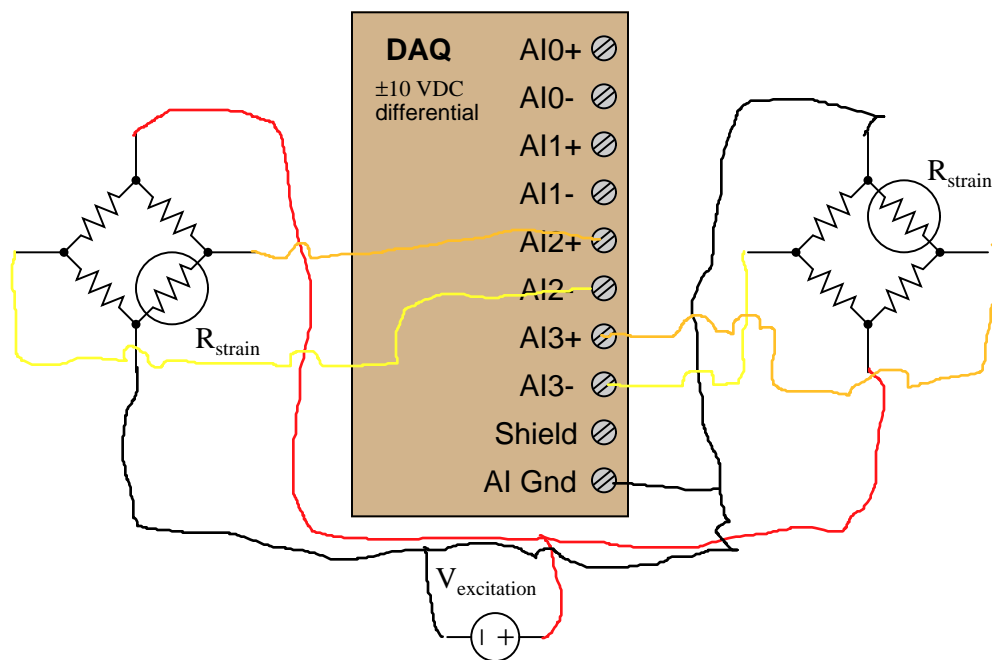 DAQ
±10 VDC
differential
AI0+
AI0-
AI1+
AI1-
AI2+
AI2-
AI3+
AI3-
Shield
AI Gnd
Rstrain
Rstrain
Vexcitation
- +